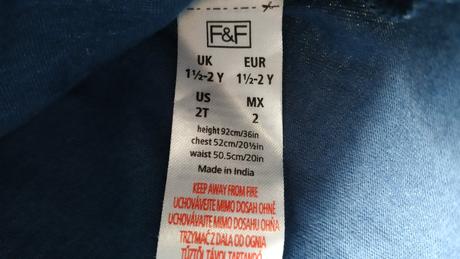 F&F
UK EUR
1½-2 Y 1½-2 Y
US MX
2T 2
height 92cm/36in
chest 52cm/20½in
waist 50.5cm/20in
Made in India
KEEP AWAY FROM FIRE
UCHOVÁVEJTE MIMO DOSAH OHNĚ
UCHOVÁVAJTE MIMO DOSAHU OHŇA
TRZYMAĆ Z DALA OD OGNIA
TŰZTŐL TÁVOL TARTANDÓ